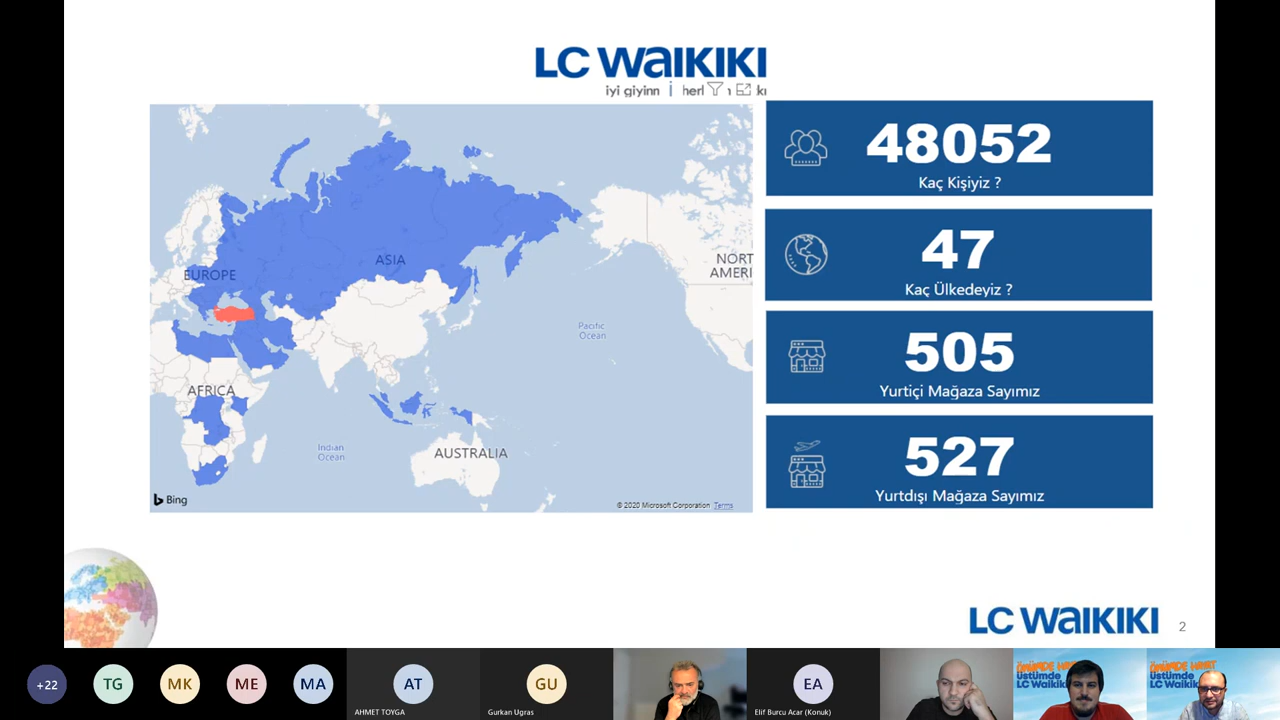 LC WAIKIKI
iyi giyinm
48052
Kaç Kişiyiz ?
47
Kaç Ülkedeyiz ?
505
Yurtiçi Mağaza Sayımız
527
Yurtdışı Mağaza Sayımız
EUROPE
ASIA
AFRICA
AUSTRALIA
NORT
AMERI
Pacific
Ocean
Indian
Ocean
Bing
© 2020 Microsoft Corporation Terms
LC WAIKIKI
2
+22
TG
MK
ME
MA
AT
AHMET TOYGA
GU
Gurkan Ugras
EA
Elif Burcu Acar (Konuk)
üstümde
LC Waikiki
üstümde
LC Waikiki